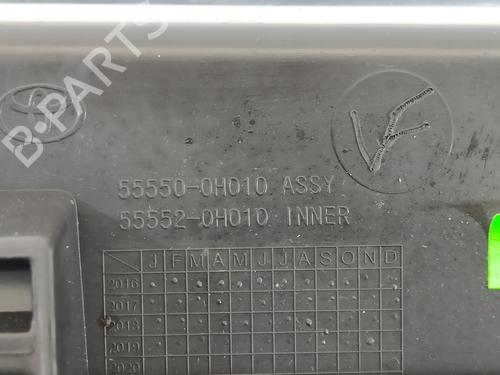 B-PARTS
55550-0H010 ASSY
55552-0H010 INNER
J F M A M J J A S O N D
2016
2017
2018
2019
2020